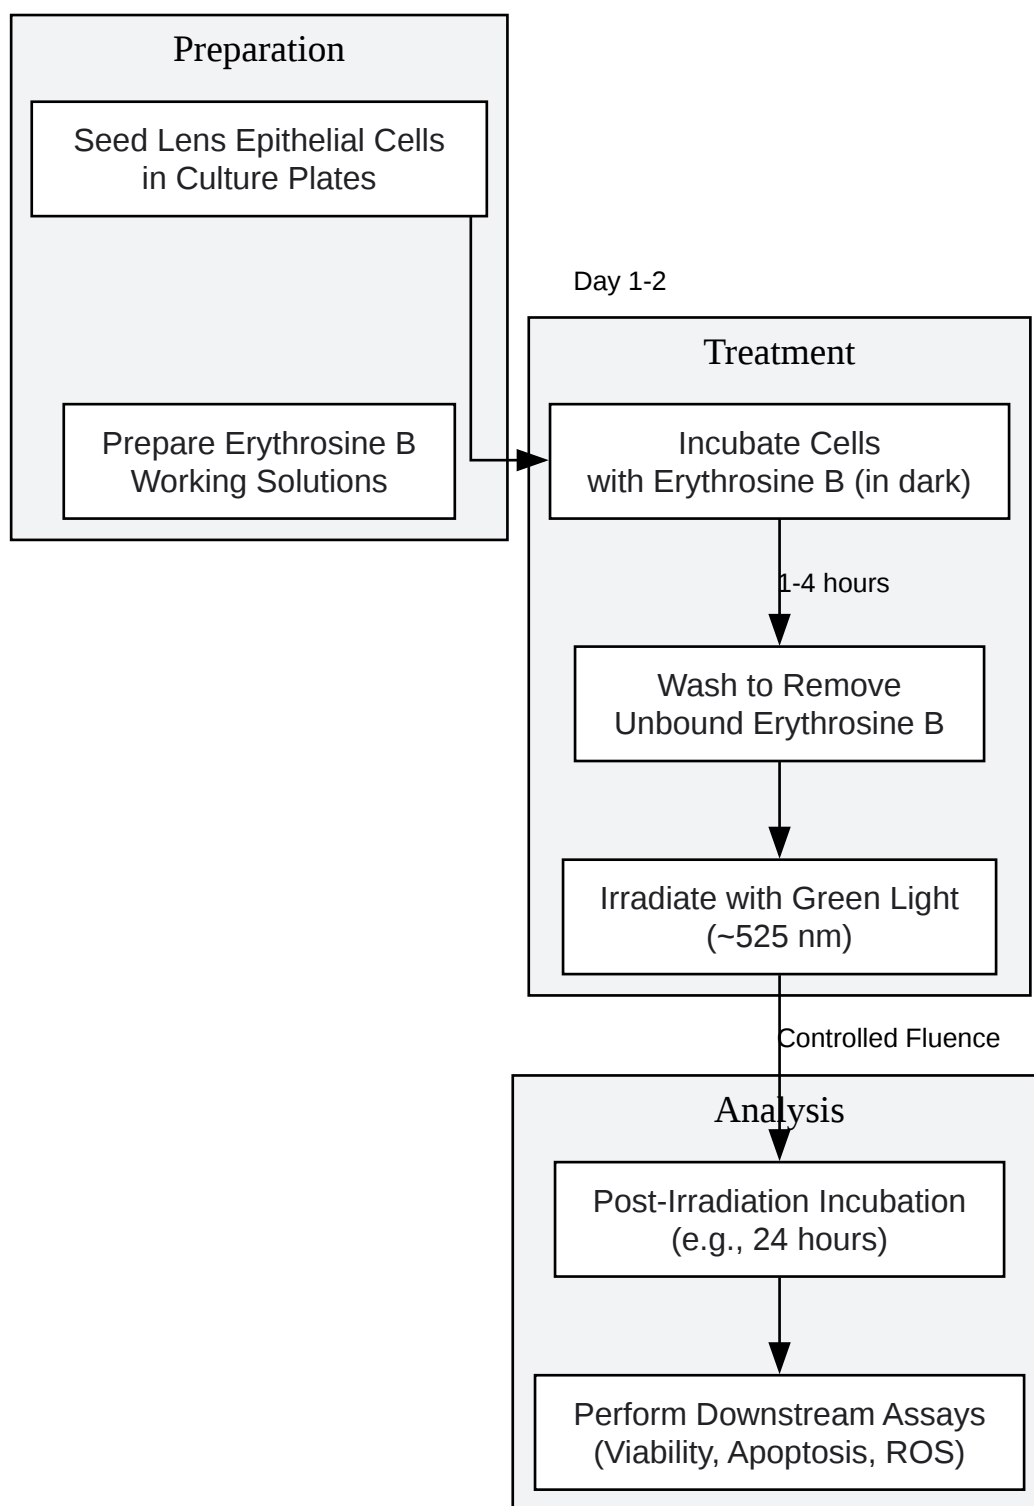 Preparation
Seed Lens Epithelial Cells
in Culture Plates
Prepare Erythrosine B
Working Solutions
Day 1-2
Treatment
Incubate Cells
with Erythrosine B (in dark)
1-4 hours
Wash to Remove
Unbound Erythrosine B
Irradiate with Green Light
(~525 nm)
Controlled Fluence
Analysis
Post-Irradiation Incubation
(e.g., 24 hours)
Perform Downstream Assays
(Viability, Apoptosis, ROS)